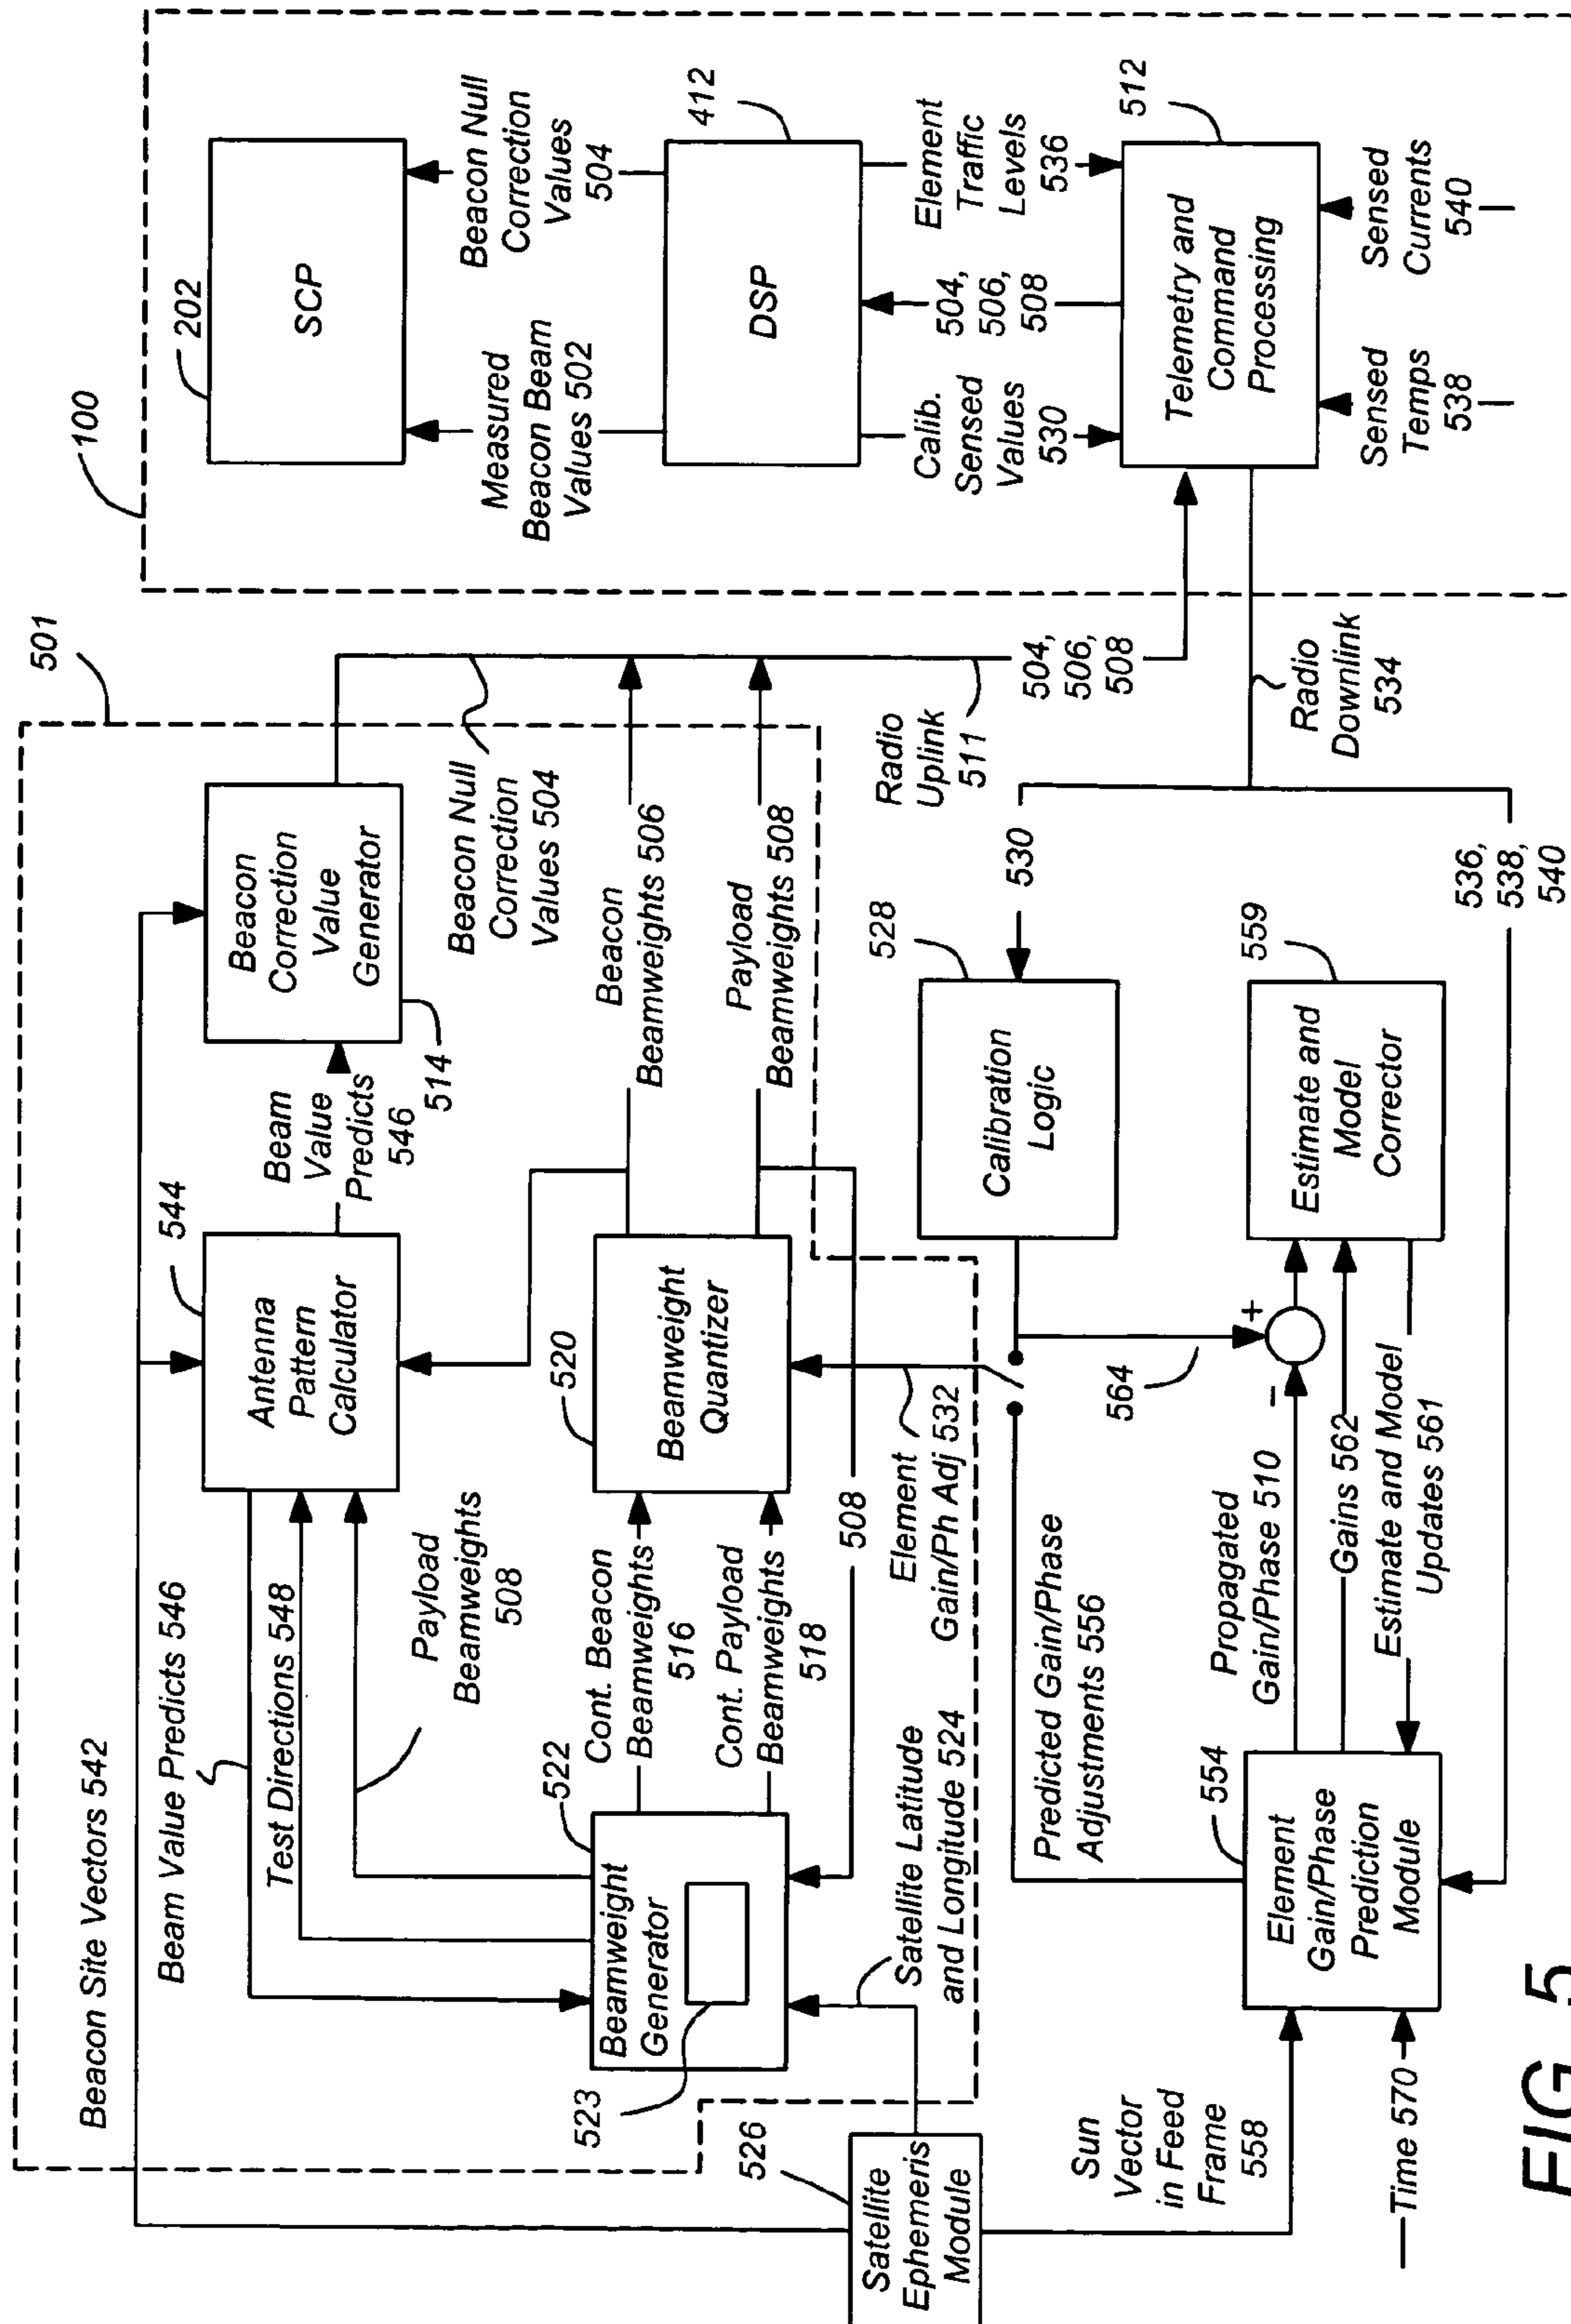 Beacon Site Vectors 542
Beam Value Predicts 546
Test Directions 548
Payload
Beamweights
508
544
Antenna
Pattern
Calculator
Beam
Value
Predicts
546
514
Beacon
Correction
Value
Generator
501
Beacon Null
Correction
Values 504
522
Beamweight
Generator
523
Cont. Beacon
Beamweights
516
Cont. Payload
Beamweights
518
520
Beamweight
Quantizer
Beacon
Beamweights 506
Payload
Beamweights 508
508
526
Satellite
Ephemeris
Module
Satellite Latitude
and Longitude 524
Element
Gain/Ph Adj 532
528
Calibration
Logic
530
Radio
Uplink
511
504,
506,
508
Radio
Downlink
534
Predicted Gain/Phase
Adjustments 556
564
Sun
Vector
in Feed
Frame
558
Time 570
554
Element
Gain/Phase
Prediction
Module
Propagated
Gain/Phase 510
−
+
Gains 562
Estimate and Model
Updates 561
559
Estimate and
Model
Corrector
536,
538,
540
100
202
SCP
Measured
Beacon Beam
Values 502
Beacon Null
Correction
Values
504
412
DSP
Calib.
Sensed
Values
530
504,
506,
508
Element
Traffic
Levels
536
512
Telemetry and
Command
Processing
Sensed
Temps
538
Sensed
Currents
540
FIG. 5